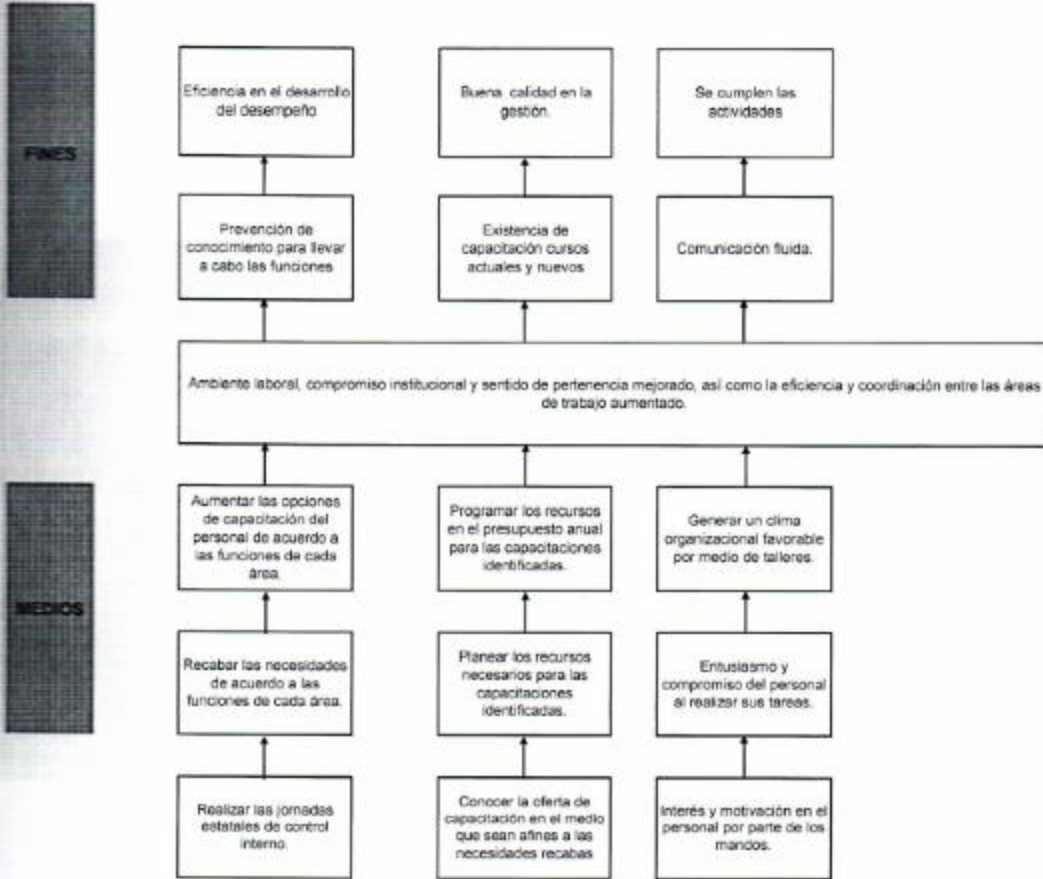 FINES
Eficiencia en el desarrollo
del desempeño
Buena calidad en la
gestión.
Se cumplen las
actividades
Prevención de
conocimiento para llevar
a cabo las funciones
Existencia de
capacitación cursos
actuales y nuevos
Comunicación fluida.
Ambiente laboral, compromiso institucional y sentido de pertenencia mejorado, así como la eficiencia y coordinación entre las áreas
de trabajo aumentado.
MEDIOS
Aumentar las opciones
de capacitación del
personal de acuerdo a
las funciones de cada
área.
Programar los recursos
en el presupuesto anual
para las capacitaciones
identificadas.
Generar un clima
organizacional favorable
por medio de talleres.
Recabar las necesidades
de acuerdo a las
funciones de cada área.
Planear los recursos
necesarios para las
capacitaciones
identificadas.
Entusiasmo y
compromiso del personal
al realizar sus tareas.
Realizar las jornadas
estatales de control
interno.
Conocer la oferta de
capacitación en el medio
que sean afines a las
necesidades recabas
Interés y motivación en el
personal por parte de los
mandos.